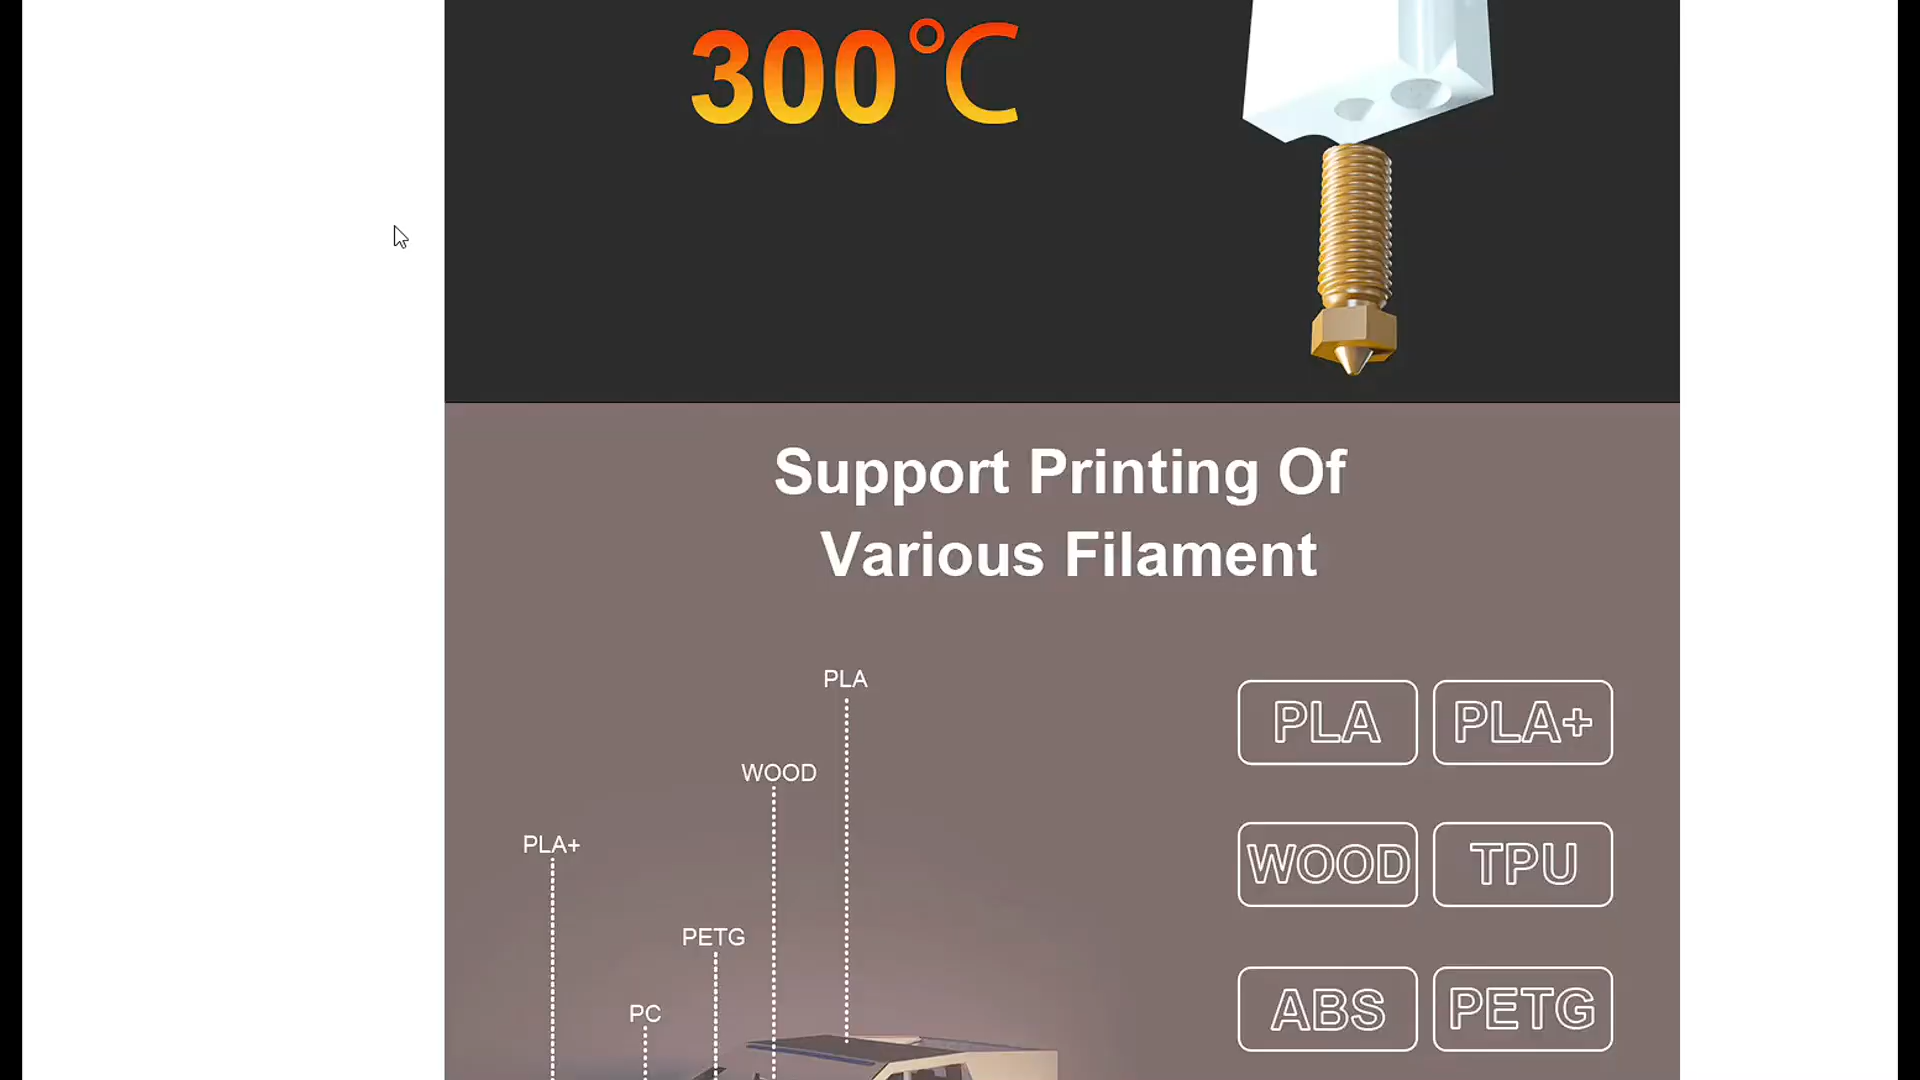 300℃
Support Printing Of
Various Filament
PLA
WOOD
PLA+
PETG
PC
PLA PLA+
WOOD TPU
ABS PETG